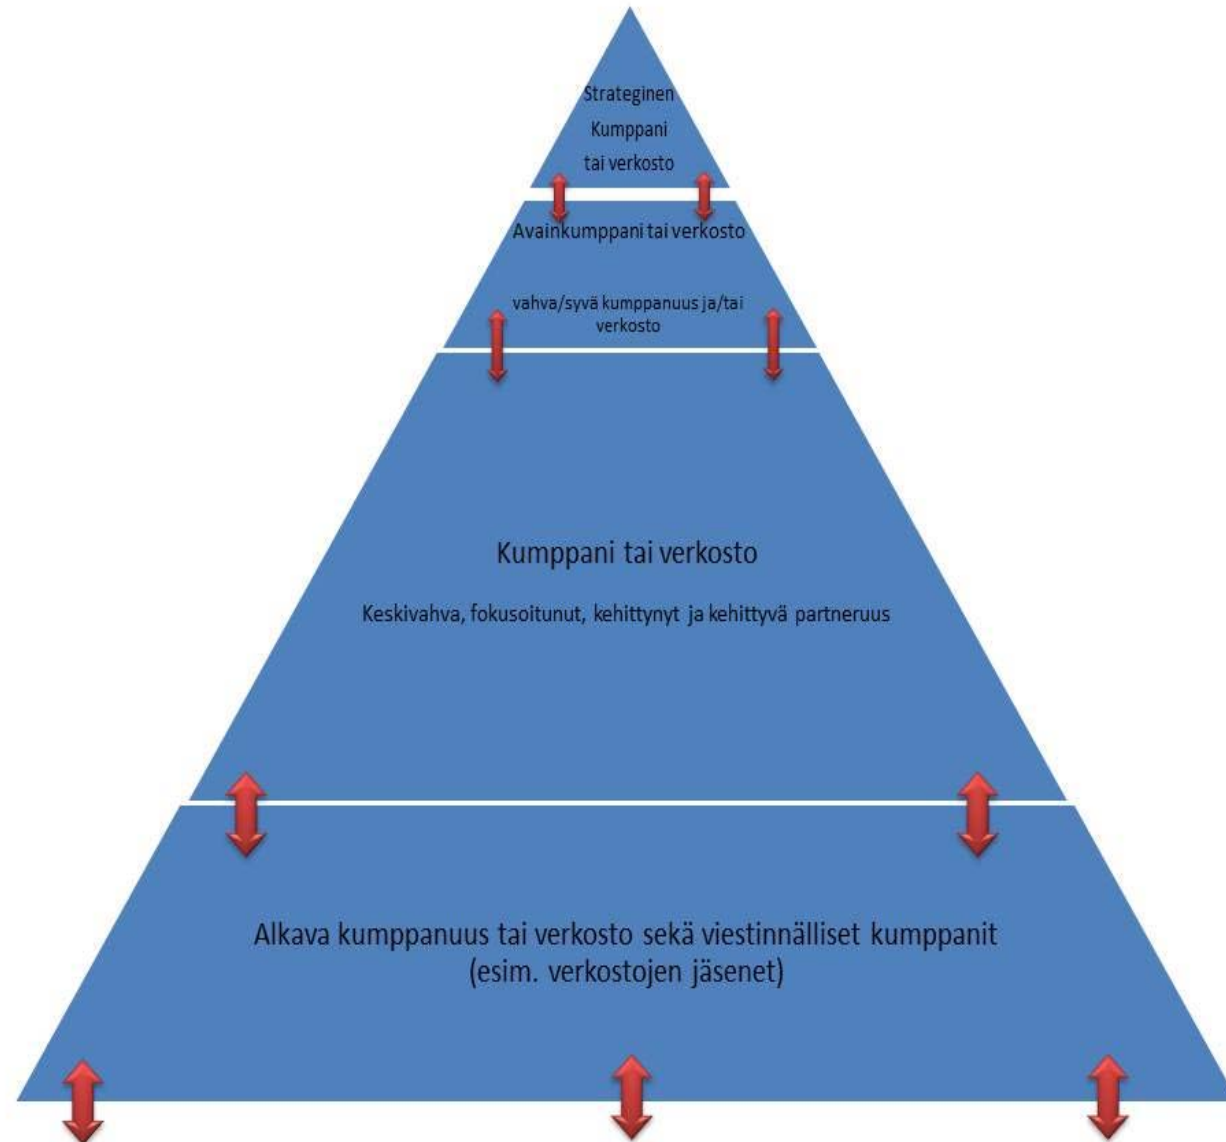 Strateginen
Kumppani
tai verkosto
Avainkumppani tai verkosto
vahva/syvä kumppanuus ja/tai
verkosto
Kumppani tai verkosto
Keskivahva, fokusoitunut, kehittynyt ja kehittyvä partneruus
Alkava kumppanuus tai verkosto sekä viestinnälliset kumppanit
(esim. verkostojen jäsenet)